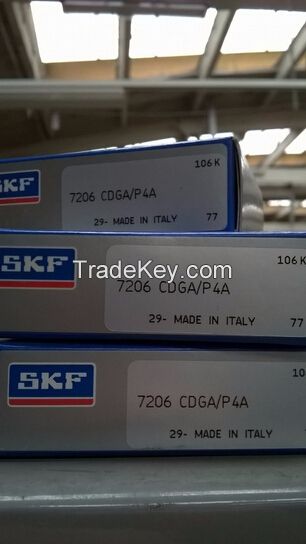 106 K
SKF
7206 CDGA/P4A
29- MADE IN ITALY 77
TradeKey.com
106 K
SKF
7206 CDGA/P4A
29- MADE IN ITALY 77
10
SKF
7206 CDGA/P4A
29- MADE IN ITALY